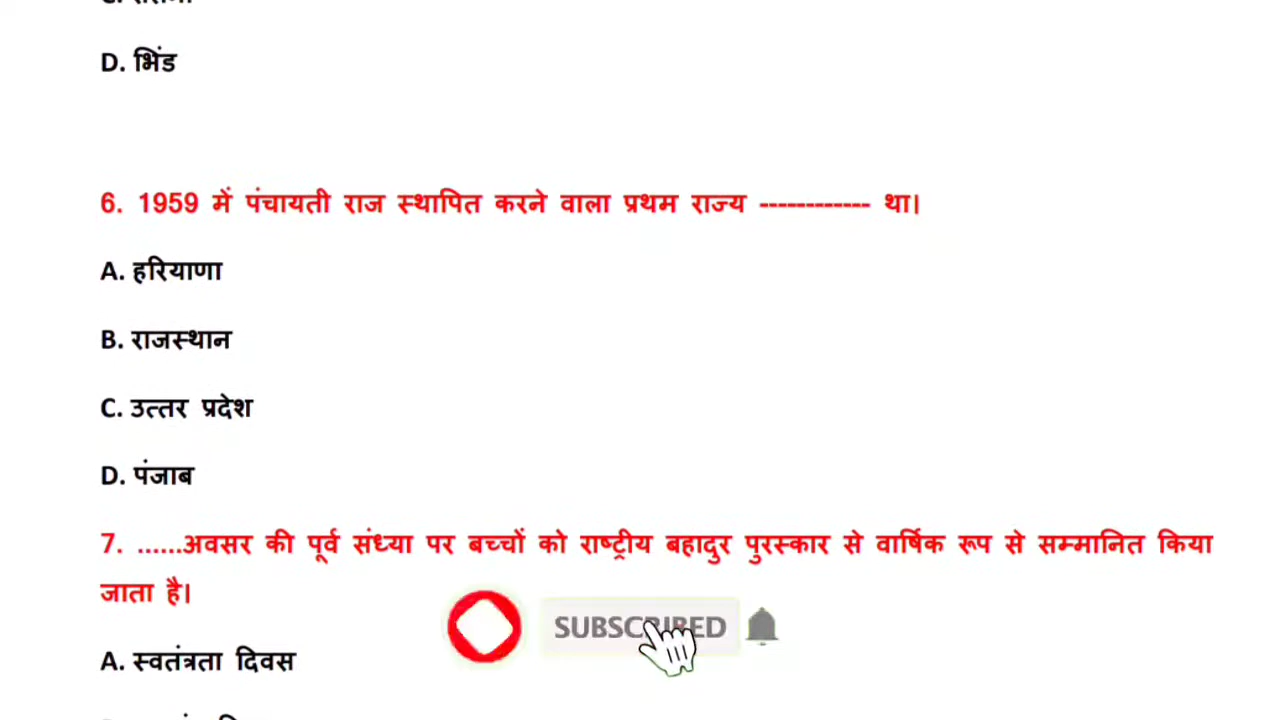 D. भिंड
6. 1959 में पंचायती राज स्थापित करने वाला प्रथम राज्य ------------ था।
A. हरियाणा
B. राजस्थान
C. उत्तर प्रदेश
D. पंजाब
7. ......अवसर की पूर्व संध्या पर बच्चों को राष्ट्रीय बहादुर पुरस्कार से वार्षिक रूप से सम्मानित किया
जाता है।
SUBSCRIBED
A. स्वतंत्रता दिवस